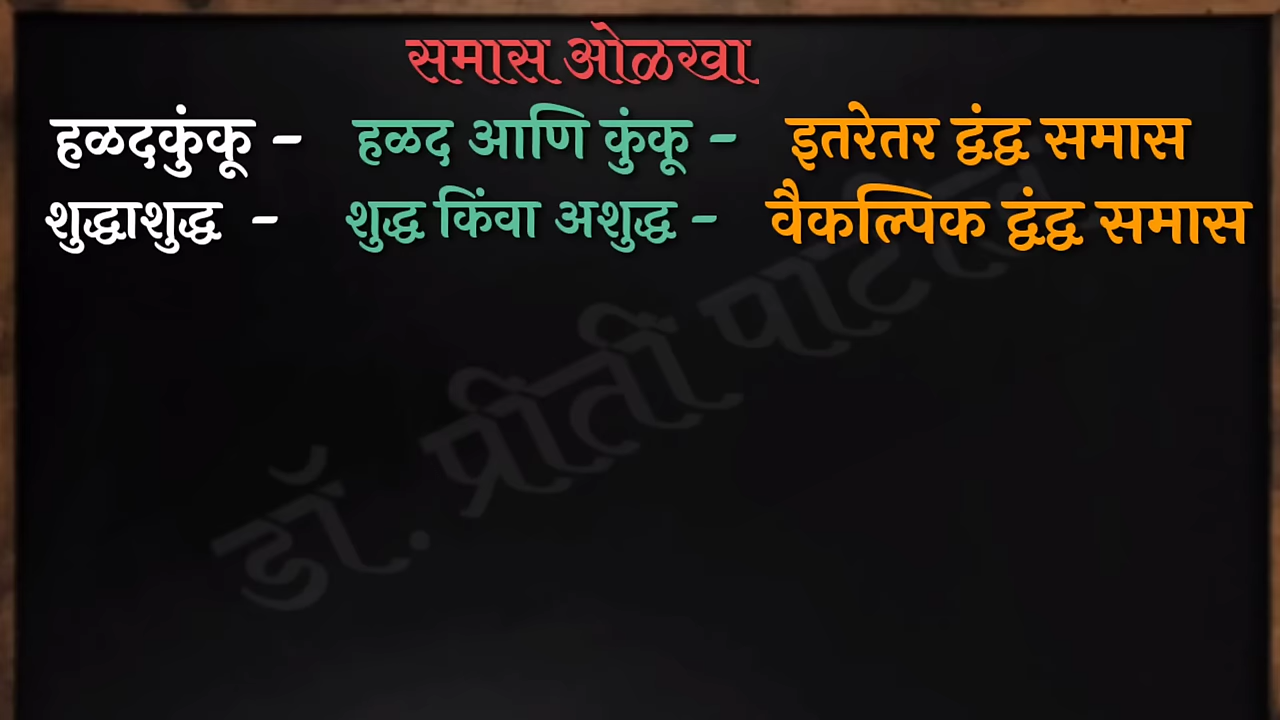 समास ओळखा
हळदकुंकू - हळद आणि कुंकू - इतरेतर द्वंद्व समास
शुद्धाशुद्ध - शुद्ध किंवा अशुद्ध - वैकल्पिक द्वंद्व समास
डॉ. प्रीती पाटील